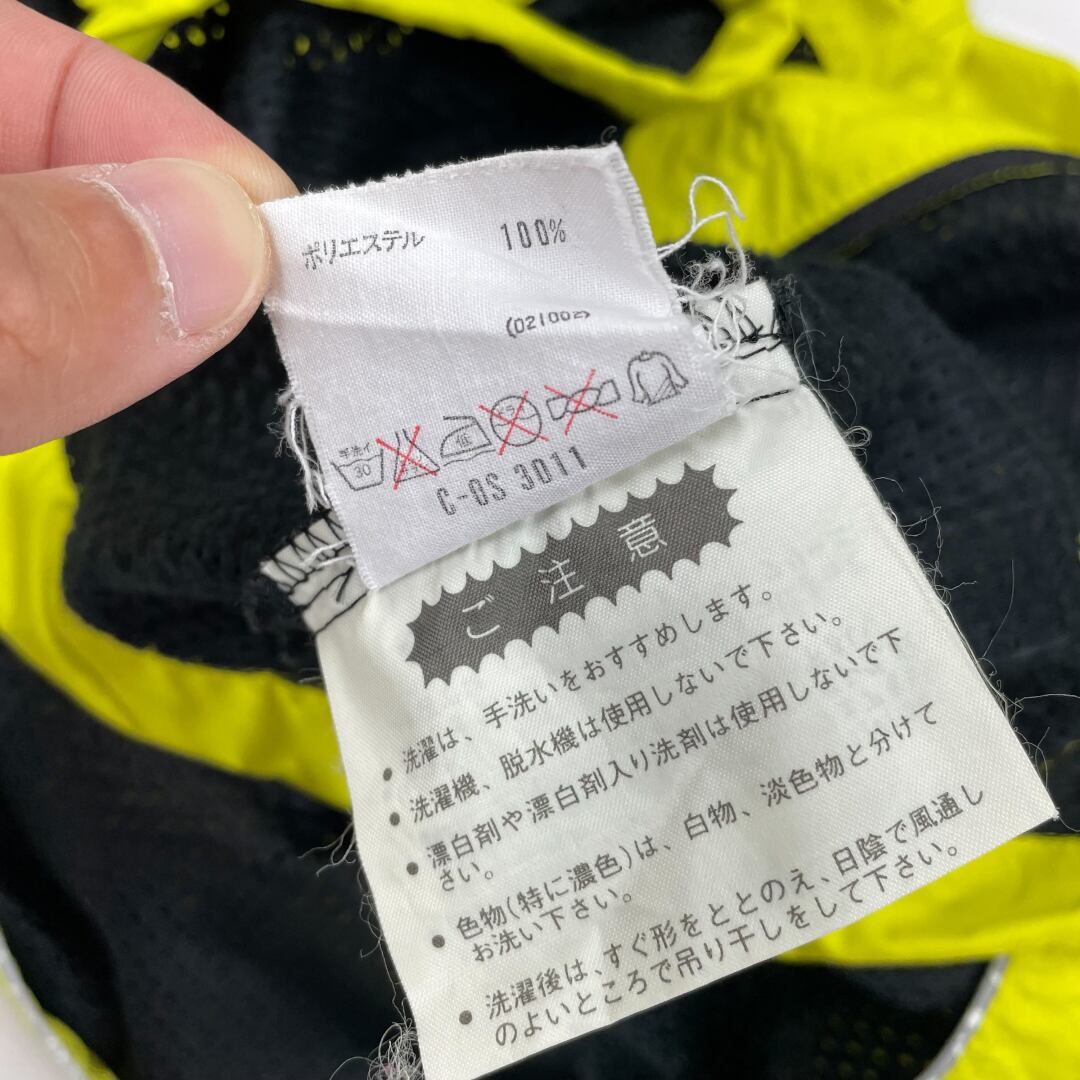 ポリエステル 100%
(021002)
手洗イ
30
低
C-OS 3011
ご注意
● 洗濯は、手洗いをおすすめします。
● 洗濯機、脱水機は使用しないで下さい。
● 漂白剤や漂白剤入り洗剤は使用しないで下
さい。
● 色物(特に濃色)は、白物、淡色物と分けて
お洗い下さい。
● 洗濯後は、すぐ形をととのえ、日陰で風通し
のよいところで吊り干しをして下さい。